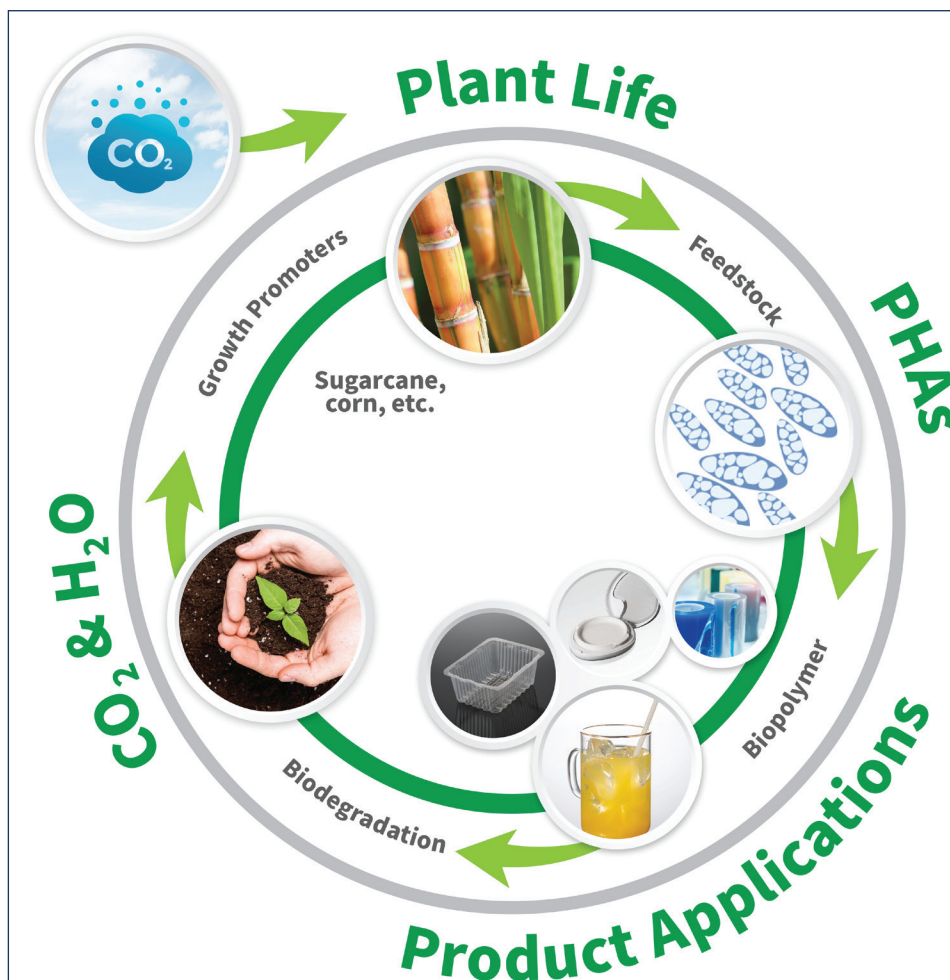 CO₂
Plant Life
Growth Promoters
Feedstock
PHAs
Sugarcane,
corn, etc.
CO₂ & H₂O
Biopolymer
Biodegradation
Product Applications